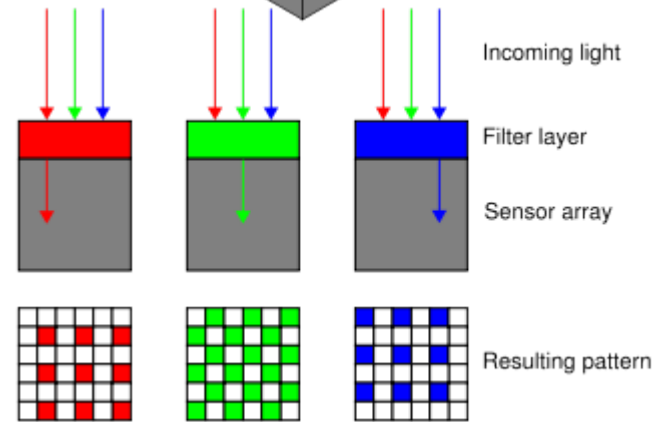 Incoming light
Filter layer
Sensor array
Resulting pattern